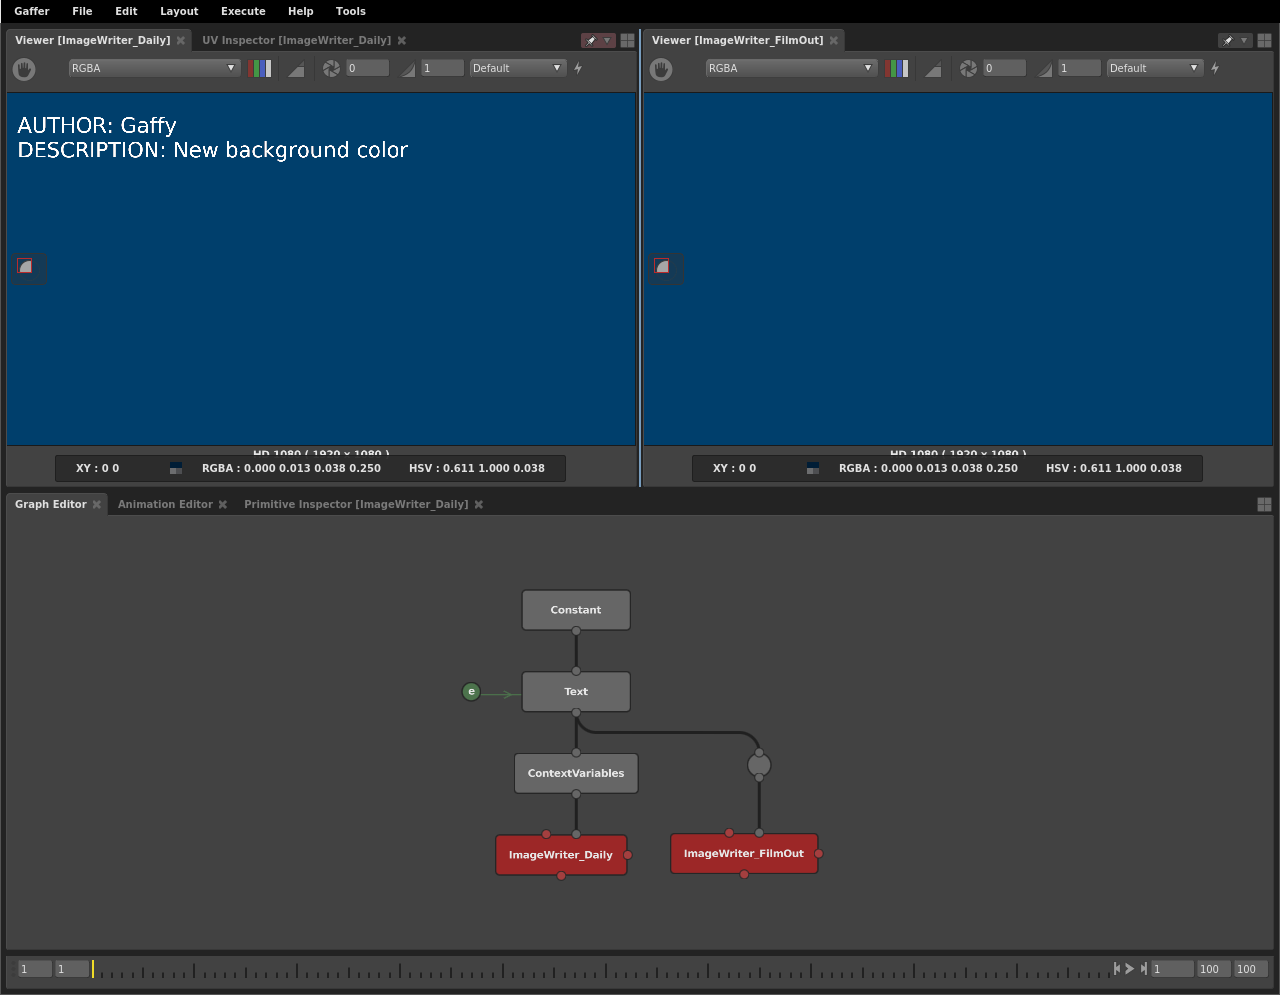 Gaffer File Edit Layout Execute Help Tools
Viewer [ImageWriter_Daily] UV Inspector [ImageWriter_Daily]
RGBA 0 1 Default
AUTHOR: Gaffy
DESCRIPTION: New background color
HD 1080 ( 1920 x 1080 )
XY : 0 0 RGBA : 0.000 0.013 0.038 0.250 HSV : 0.611 1.000 0.038
Viewer [ImageWriter_FilmOut]
RGBA 0 1 Default
HD 1080 ( 1920 x 1080 )
XY : 0 0 RGBA : 0.000 0.013 0.038 0.250 HSV : 0.611 1.000 0.038
Graph Editor Animation Editor Primitive Inspector [ImageWriter_Daily]
Constant
e Text
ContextVariables
ImageWriter_Daily ImageWriter_FilmOut
1 1 1 100 100